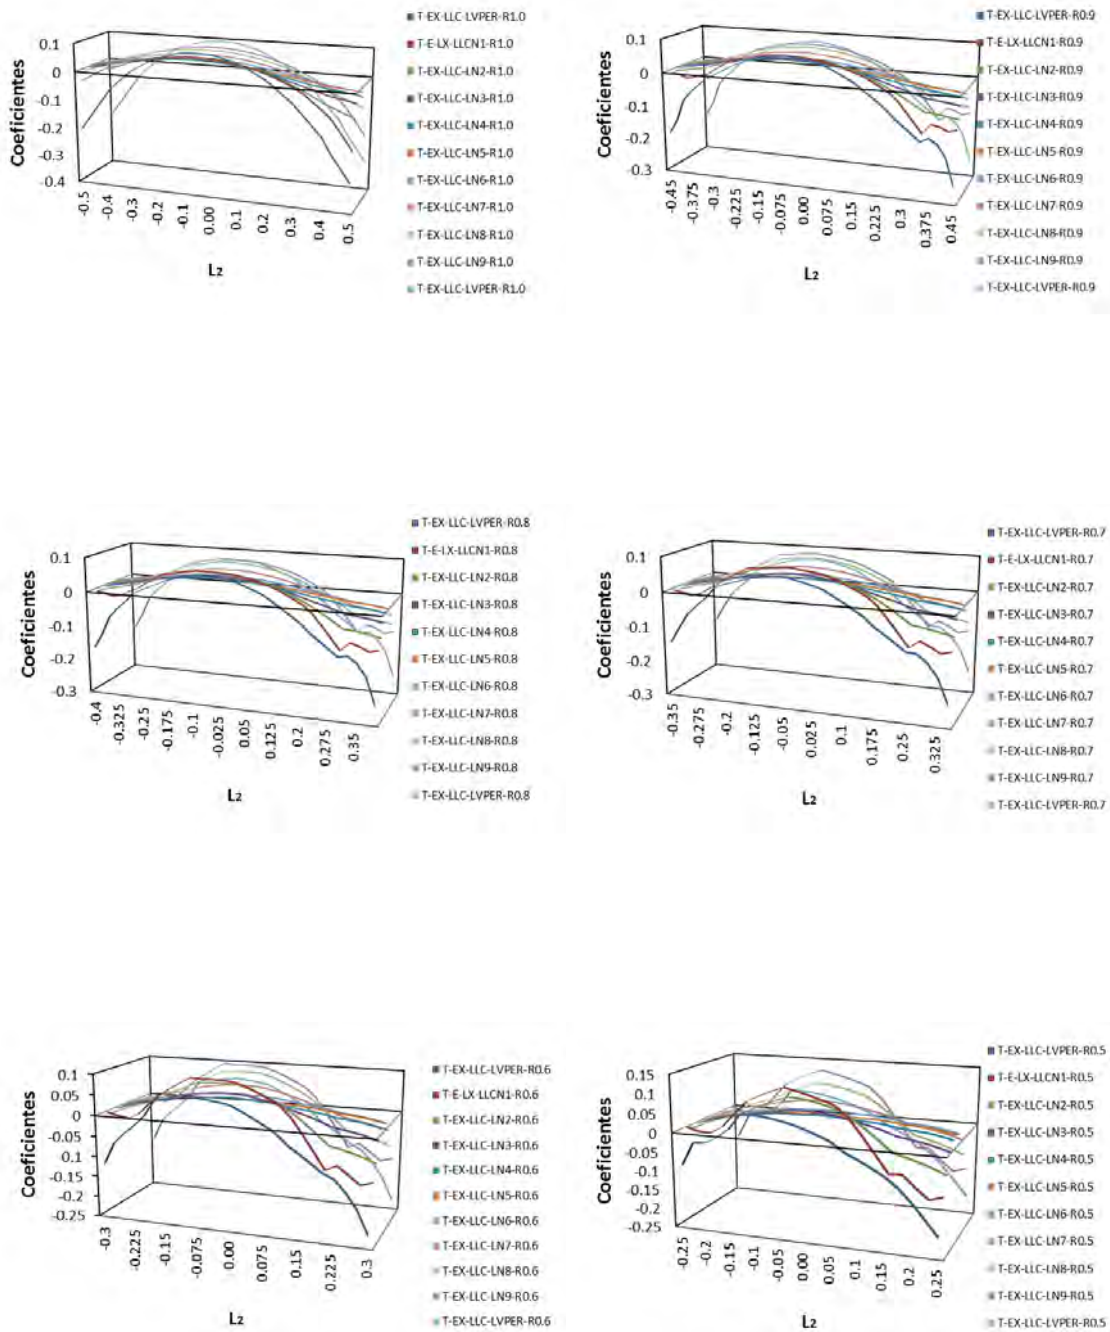 Coeficientes
0.1
0
-0.1
-0.2
-0.3
-0.4
-0.5
-0.4
-0.3
-0.2
-0.1
0.00
0.1
0.2
0.3
0.4
0.5
L2
T-EX-LLC-LVPER-R1.0
T-E-LX-LLCN1-R1.0
T-EX-LLC-LN2-R1.0
T-EX-LLC-LN3-R1.0
T-EX-LLC-LN4-R1.0
T-EX-LLC-LN5-R1.0
T-EX-LLC-LN6-R1.0
T-EX-LLC-LN7-R1.0
T-EX-LLC-LN8-R1.0
T-EX-LLC-LN9-R1.0
T-EX-LLC-LVPER-R1.0
Coeficientes
0.1
0
-0.1
-0.2
-0.3
-0.45
-0.375
-0.3
-0.225
-0.15
-0.075
0.00
0.075
0.15
0.225
0.3
0.375
0.45
L2
T-EX-LLC-LVPER-R0.9
T-E-LX-LLCN1-R0.9
T-EX-LLC-LN2-R0.9
T-EX-LLC-LN3-R0.9
T-EX-LLC-LN4-R0.9
T-EX-LLC-LN5-R0.9
T-EX-LLC-LN6-R0.9
T-EX-LLC-LN7-R0.9
T-EX-LLC-LN8-R0.9
T-EX-LLC-LN9-R0.9
T-EX-LLC-LVPER-R0.9
Coeficientes
0.1
0
-0.1
-0.2
-0.3
-0.4
-0.325
-0.25
-0.175
-0.1
-0.025
0.05
0.125
0.2
0.275
0.35
L2
T-EX-LLC-LVPER-R0.8
T-E-LX-LLCN1-R0.8
T-EX-LLC-LN2-R0.8
T-EX-LLC-LN3-R0.8
T-EX-LLC-LN4-R0.8
T-EX-LLC-LN5-R0.8
T-EX-LLC-LN6-R0.8
T-EX-LLC-LN7-R0.8
T-EX-LLC-LN8-R0.8
T-EX-LLC-LN9-R0.8
T-EX-LLC-LVPER-R0.8
Coeficientes
0.1
0
-0.1
-0.2
-0.3
-0.35
-0.275
-0.2
-0.125
-0.05
0.025
0.1
0.175
0.25
0.325
L2
T-EX-LLC-LVPER-R0.7
T-E-LX-LLCN1-R0.7
T-EX-LLC-LN2-R0.7
T-EX-LLC-LN3-R0.7
T-EX-LLC-LN4-R0.7
T-EX-LLC-LN5-R0.7
T-EX-LLC-LN6-R0.7
T-EX-LLC-LN7-R0.7
T-EX-LLC-LN8-R0.7
T-EX-LLC-LN9-R0.7
T-EX-LLC-LVPER-R0.7
Coeficientes
0.1
0.05
0
-0.05
-0.1
-0.15
-0.2
-0.25
-0.3
-0.225
-0.15
-0.075
0.00
0.075
0.15
0.225
0.3
L2
T-EX-LLC-LVPER-R0.6
T-E-LX-LLCN1-R0.6
T-EX-LLC-LN2-R0.6
T-EX-LLC-LN3-R0.6
T-EX-LLC-LN4-R0.6
T-EX-LLC-LN5-R0.6
T-EX-LLC-LN6-R0.6
T-EX-LLC-LN7-R0.6
T-EX-LLC-LN8-R0.6
T-EX-LLC-LN9-R0.6
T-EX-LLC-LVPER-R0.6
Coeficientes
0.15
0.1
0.05
0
-0.05
-0.1
-0.15
-0.2
-0.25
-0.25
-0.2
-0.15
-0.1
-0.05
0.00
0.05
0.1
0.15
0.2
0.25
L2
T-EX-LLC-LVPER-R0.5
T-E-LX-LLCN1-R0.5
T-EX-LLC-LN2-R0.5
T-EX-LLC-LN3-R0.5
T-EX-LLC-LN4-R0.5
T-EX-LLC-LN5-R0.5
T-EX-LLC-LN6-R0.5
T-EX-LLC-LN7-R0.5
T-EX-LLC-LN8-R0.5
T-EX-LLC-LN9-R0.5
T-EX-LLC-LVPER-R0.5